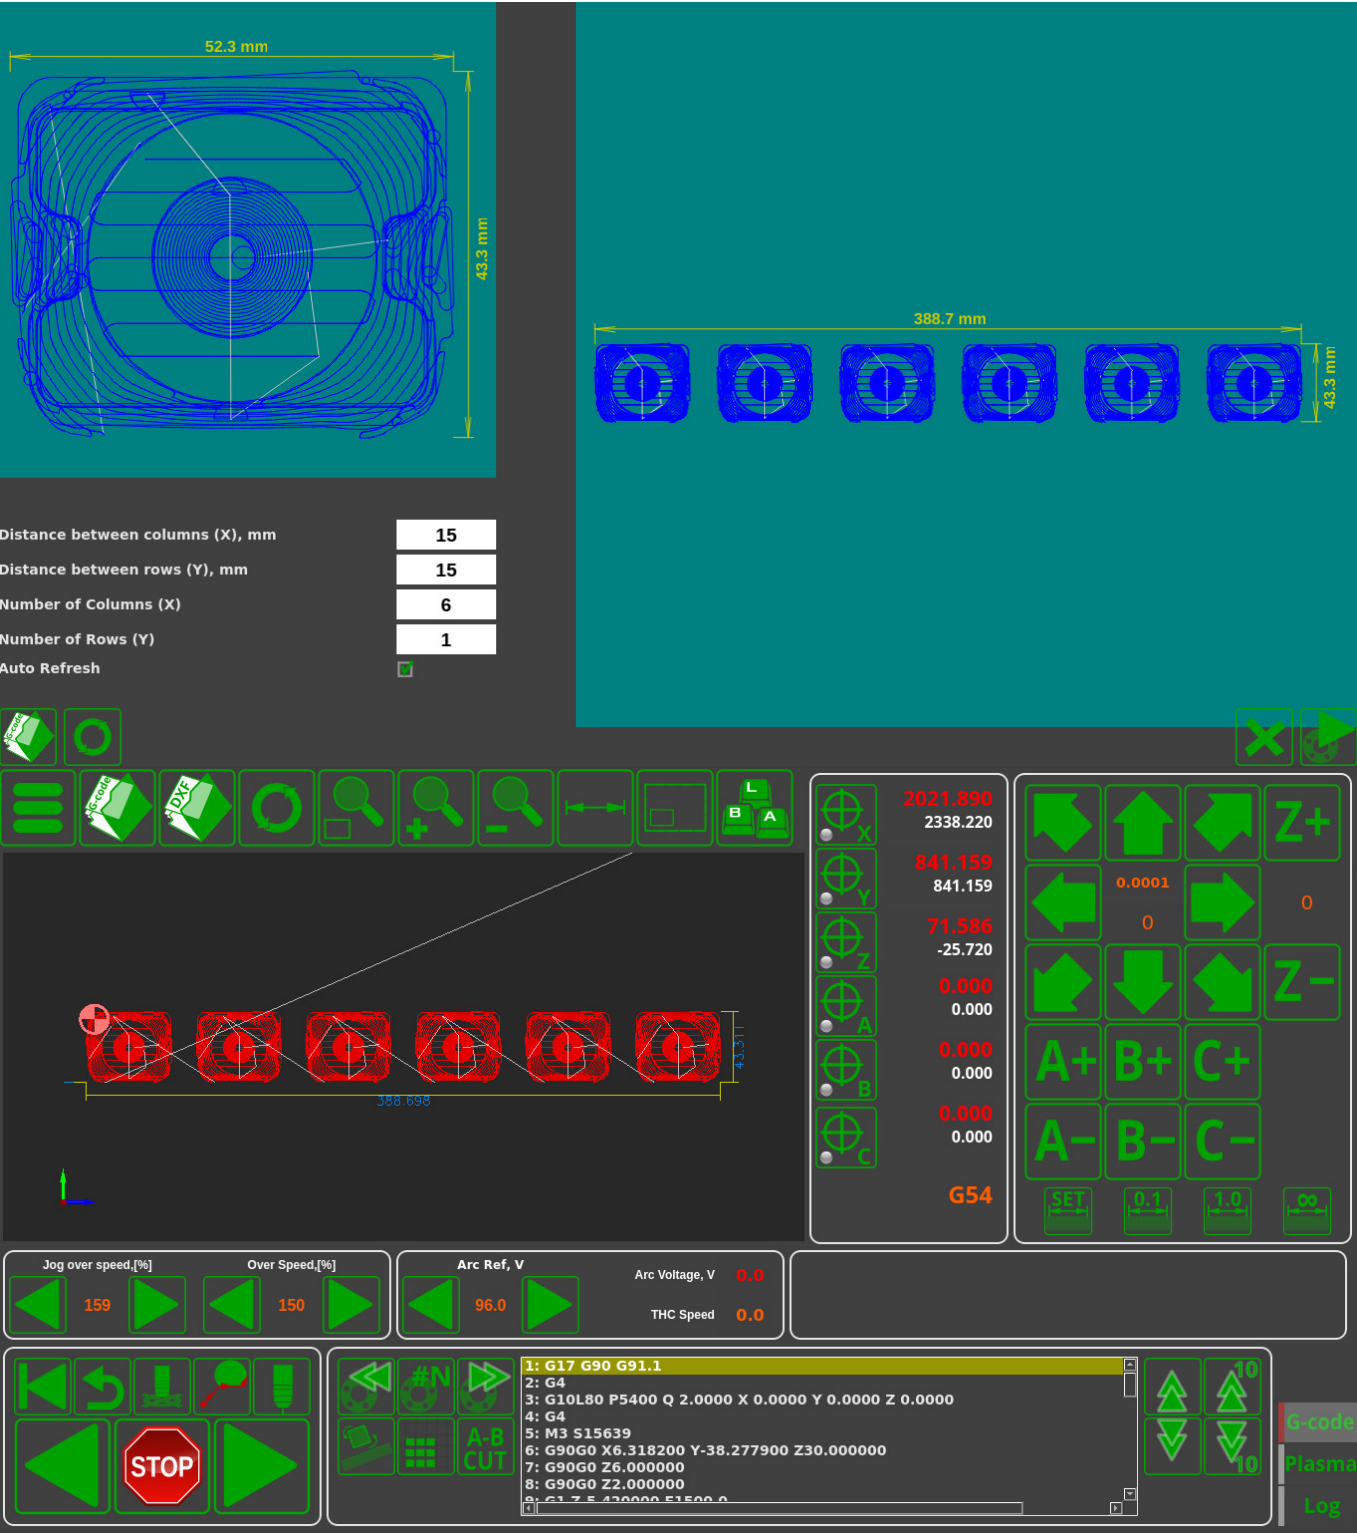 52.3 mm
43.3 mm
388.7 mm
43.3 mm
Distance between columns (X), mm 15
Distance between rows (Y), mm 15
Number of Columns (X) 6
Number of Rows (Y) 1
Auto Refresh
G-code
G-code DXF L B A
X 2021.890
2338.220
Y 841.159
841.159
Z 71.586
-25.720
A 0.000
0.000
B 0.000
0.000
C 0.000
0.000
G54
Z+
0.0001
0
0
Z-
A+ B+ C+
A- B- C-
SET 0.1 1.0 ∞
43.311
388.698
Jog over speed,[%] Over Speed,[%]
159 150
Arc Ref, V
96.0
Arc Voltage, V 0.0
THC Speed 0.0
#N
A-B
CUT
1: G17 G90 G91.1
2: G4
3: G10L80 P5400 Q 2.0000 X 0.0000 Y 0.0000 Z 0.0000
4: G4
5: M3 S15639
6: G90G0 X6.318200 Y-38.277900 Z30.000000
7: G90G0 Z6.000000
8: G90G0 Z2.000000
10
10
STOP
G-code
Plasma
Log